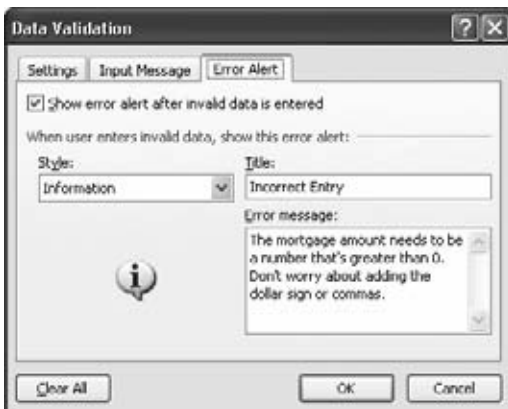 Data Validation
Settings
Input Message
Error Alert
Show error alert after invalid data is entered
When user enters invalid data, show this error alert:
Style:
Title:
Information
Incorrect Entry
Error message:
The mortgage amount needs to be
a number that's greater than 0.
Don't worry about adding the
dollar sign or commas.
Clear All
OK
Cancel